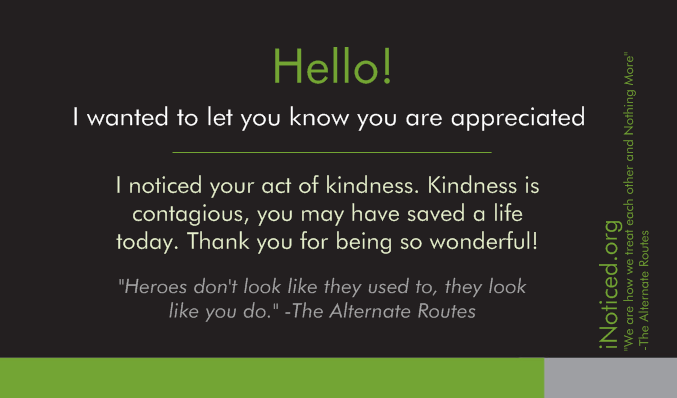 Hello!
I wanted to let you know you are appreciated
I noticed your act of kindness. Kindness is
contagious, you may have saved a life
today. Thank you for being so wonderful!
"Heroes don't look like they used to, they look
like you do." -The Alternate Routes
iNoticed.org
"We are how we treat each other and Nothing More"
-The Alternate Routes